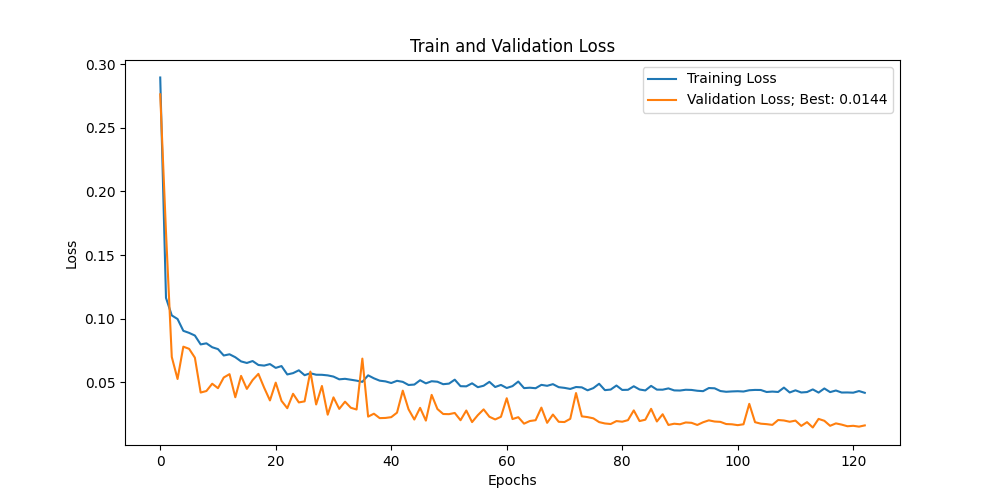 Train and Validation Loss
Training Loss
Validation Loss; Best: 0.0144
0.30
0.25
0.20
0.15
0.10
0.05
Loss
0 20 40 60 80 100 120
Epochs